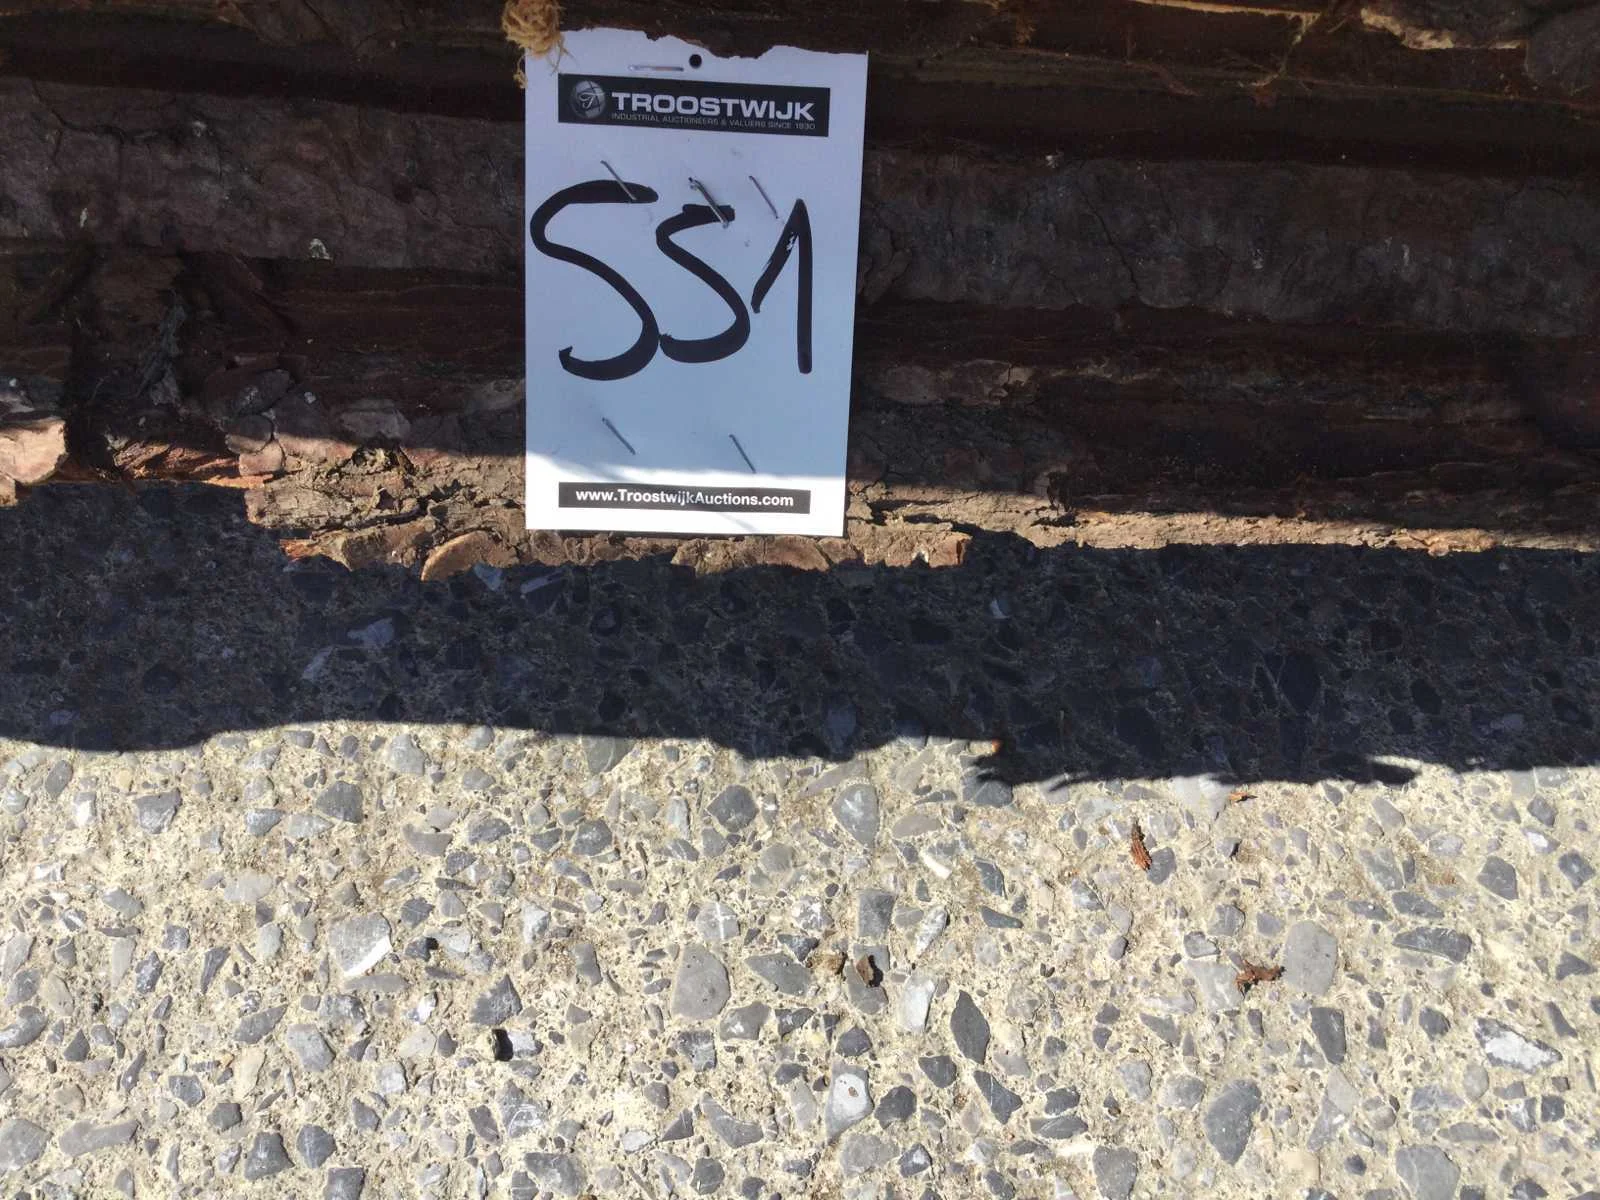 TROOSTWIJK
INDUSTRIAL AUCTIONEERS & VALUERS SINCE 1930
551
www.TroostwijkAuctions.com